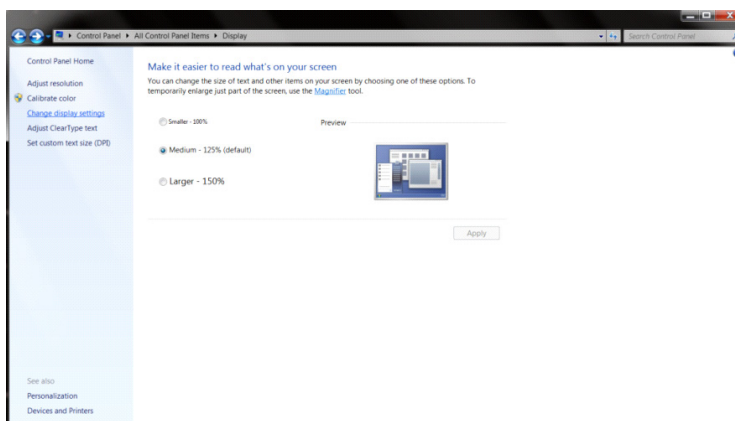 Control Panel ▸ All Control Panel Items ▸ Display
Search Control Panel
Control Panel Home
Adjust resolution
Calibrate color
Change display settings
Adjust ClearType text
Set custom text size (DPI)
Make it easier to read what's on your screen
You can change the size of text and other items on your screen by choosing one of these options. To
temporarily enlarge just part of the screen, use the Magnifier tool.
Smaller - 100%
Preview
Medium - 125% (default)
Larger - 150%
Apply
See also
Personalization
Devices and Printers